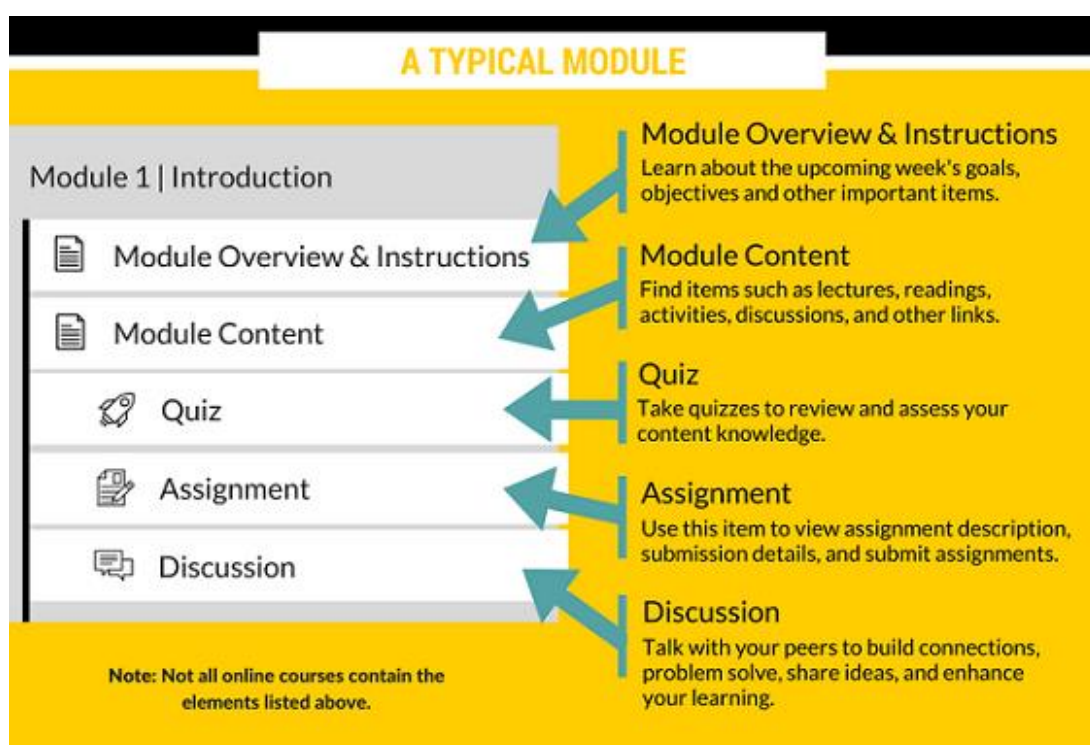 A TYPICAL MODULE
Module 1 | Introduction
Module Overview & Instructions
Module Content
Quiz
Assignment
Discussion
Note: Not all online courses contain the
elements listed above.
Module Overview & Instructions
Learn about the upcoming week's goals,
objectives and other important items.
Module Content
Find items such as lectures, readings,
activities, discussions, and other links.
Quiz
Take quizzes to review and assess your
content knowledge.
Assignment
Use this item to view assignment description,
submission details, and submit assignments.
Discussion
Talk with your peers to build connections,
problem solve, share ideas, and enhance
your learning.